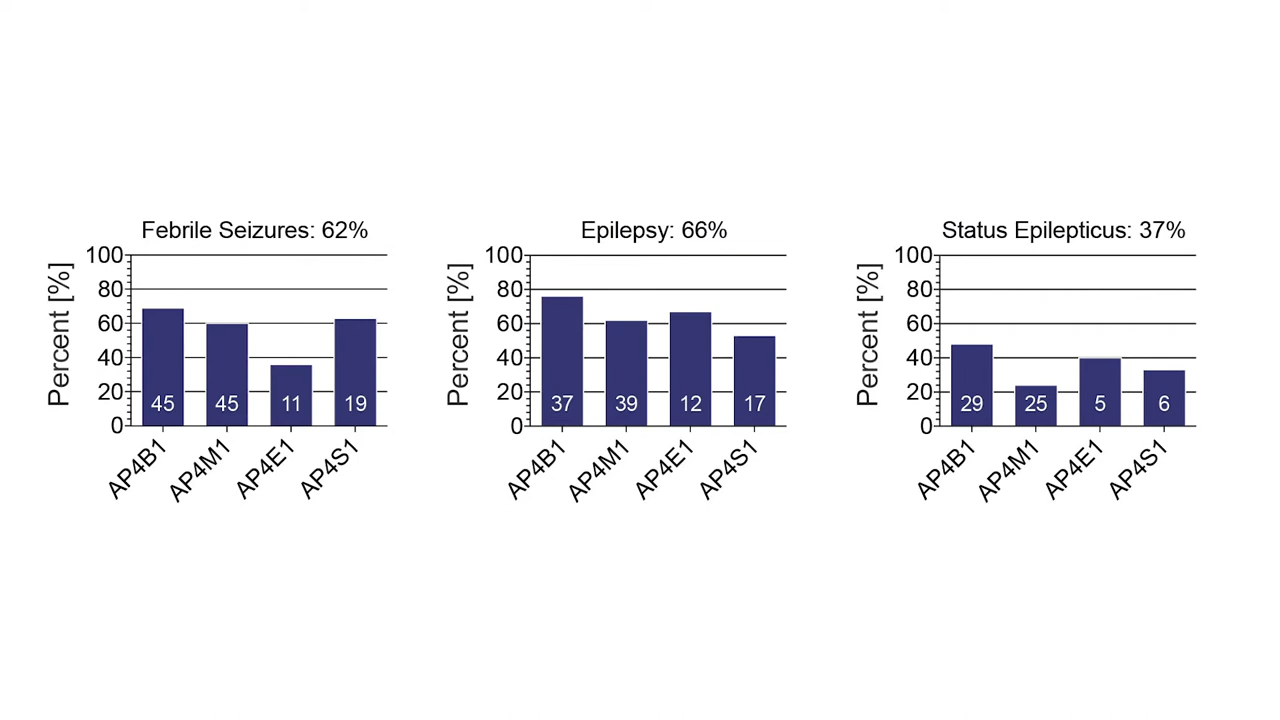 Febrile Seizures: 62%
Percent [%]
100
80
60
40
20
0
45 45 11 19
AP4B1 AP4M1 AP4E1 AP4S1
Epilepsy: 66%
Percent [%]
100
80
60
40
20
0
37 39 12 17
AP4B1 AP4M1 AP4E1 AP4S1
Status Epilepticus: 37%
Percent [%]
100
80
60
40
20
0
29 25 5 6
AP4B1 AP4M1 AP4E1 AP4S1